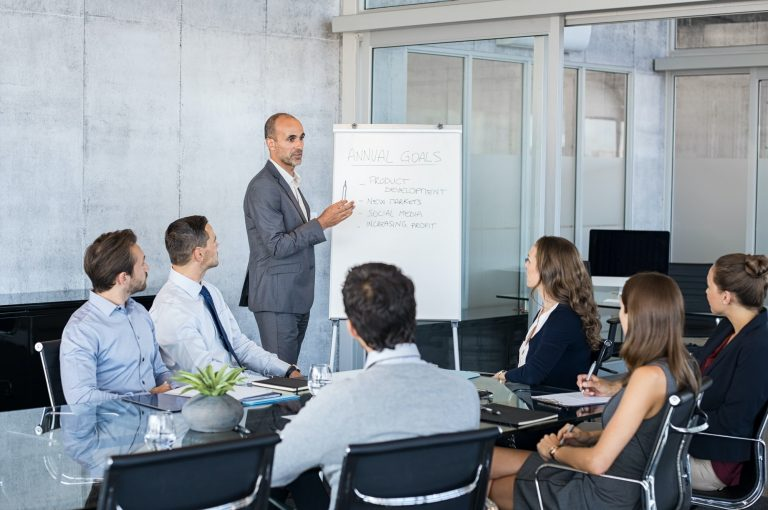 ANNUAL GOALS
- PRODUCT
DEVELOPMENT
- NEW MARKETS
- SOCIAL MEDIA
- INCREASING PROFIT